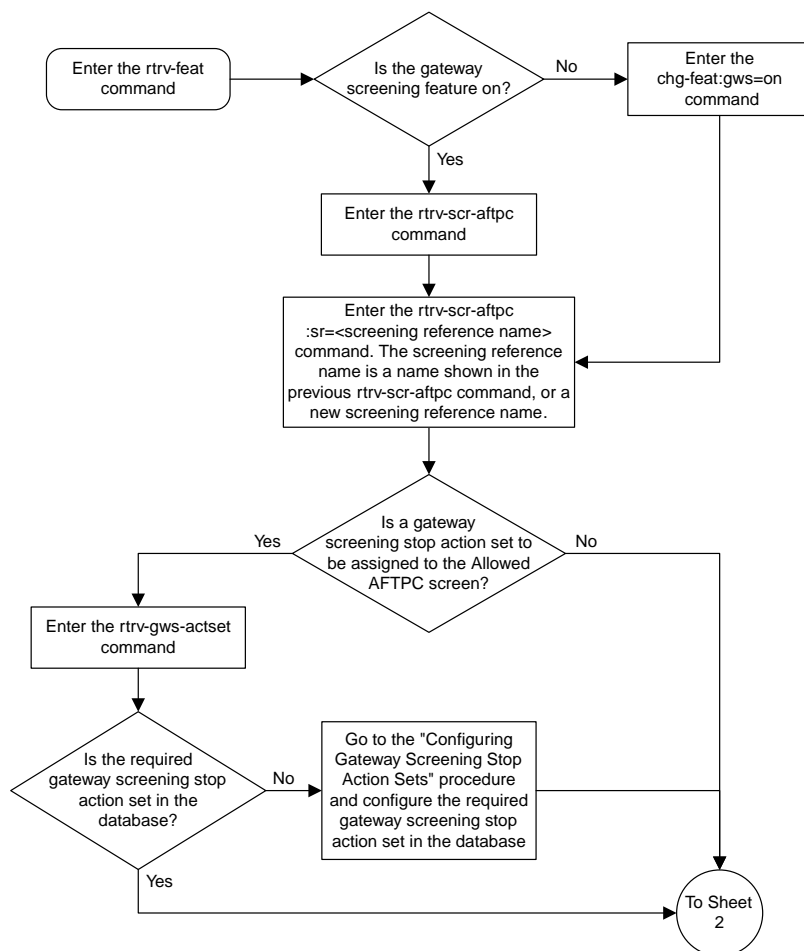 Enter the rtrv-feat
command
Is the gateway
screening feature on?
No
Enter the
chg-feat:gws=on
command
Yes
Enter the rtrv-scr-aftpc
command
Enter the rtrv-scr-aftpc
:sr=<screening reference name>
command. The screening reference
name is a name shown in the
previous rtrv-scr-aftpc command, or a
new screening reference name.
Is a gateway
screening stop action set to
be assigned to the Allowed
AFTPC screen?
Yes
No
Enter the rtrv-gws-actset
command
Is the required
gateway screening stop
action set in the
database?
No
Go to the "Configuring
Gateway Screening Stop
Action Sets" procedure
and configure the required
gateway screening stop
action set in the database
Yes
To Sheet
2